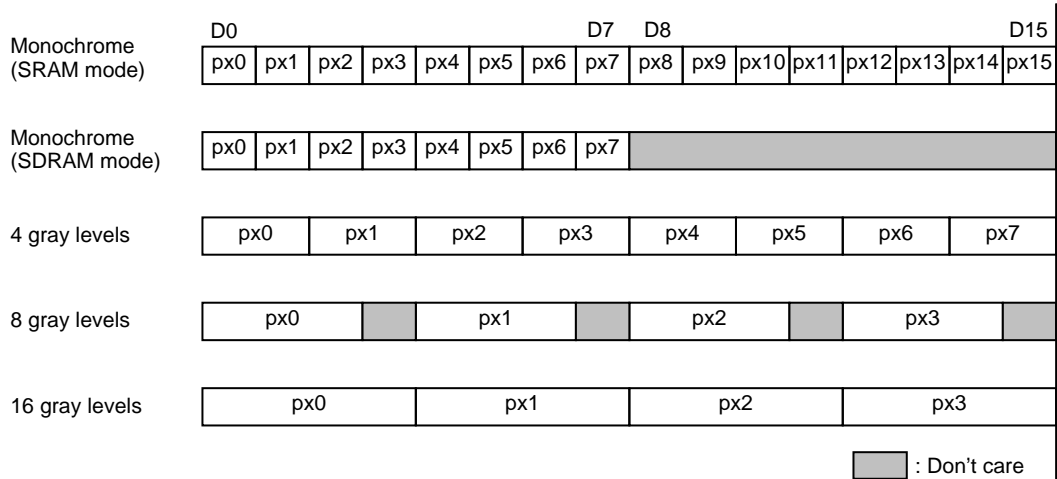 D0 D7 D8 D15
Monochrome
(SRAM mode)
px0 px1 px2 px3 px4 px5 px6 px7 px8 px9 px10 px11 px12 px13 px14 px15
Monochrome
(SDRAM mode)
px0 px1 px2 px3 px4 px5 px6 px7
4 gray levels
px0 px1 px2 px3 px4 px5 px6 px7
8 gray levels
px0 px1 px2 px3
16 gray levels
px0 px1 px2 px3
: Don't care